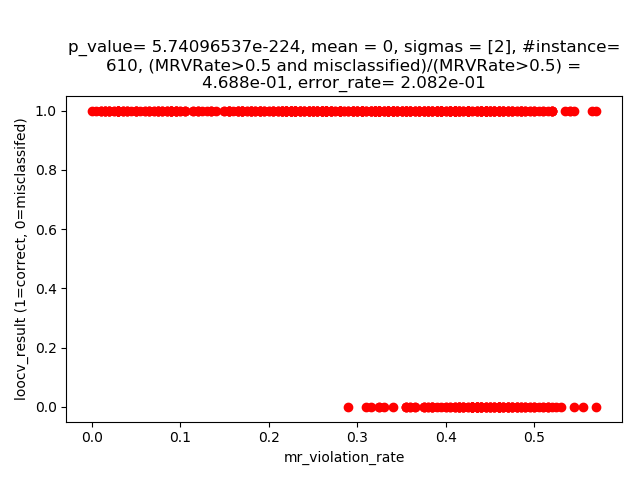 p_value= 5.74096537e-224, mean = 0, sigmas = [2], #instance=
610, (MRVRate>0.5 and misclassified)/(MRVRate>0.5) =
4.688e-01, error_rate= 2.082e-01
loocv_result (1=correct, 0=misclassifed)
1.0
0.8
0.6
0.4
0.2
0.0
0.0 0.1 0.2 0.3 0.4 0.5
mr_violation_rate